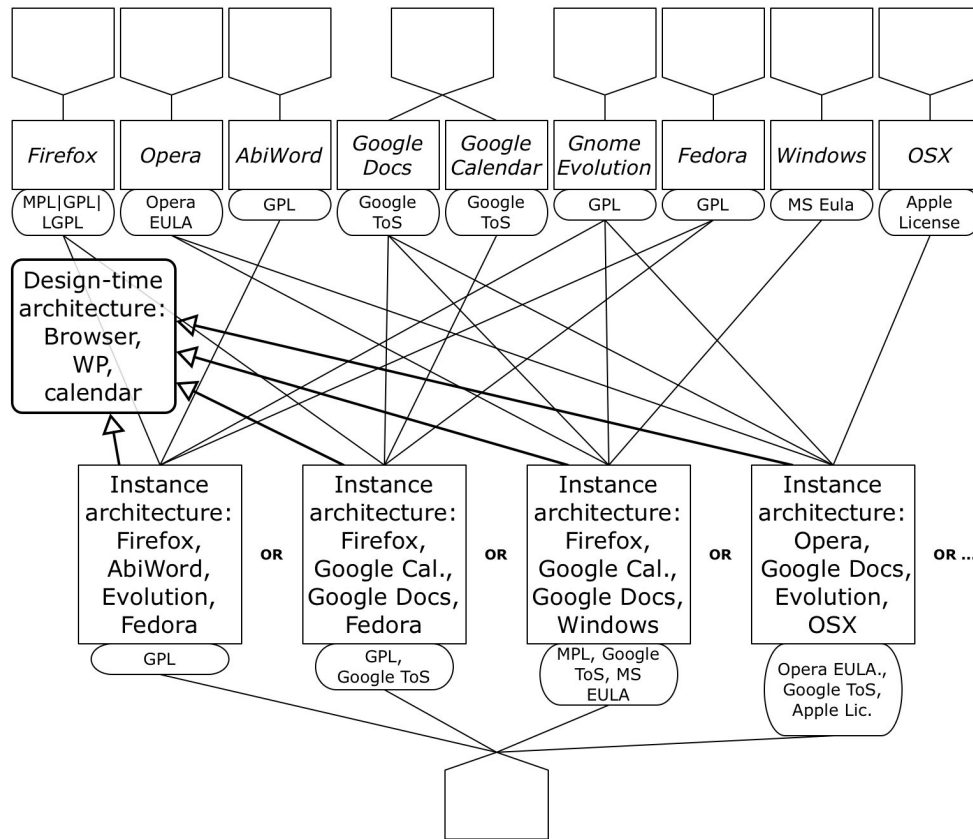 Firefox
Opera
AbiWord
Google
Docs
Google
Calendar
Gnome
Evolution
Fedora
Windows
OSX
MPL|GPL|
LGPL
Opera
EULA
GPL
Google
ToS
Google
ToS
GPL
GPL
MS Eula
Apple
License
Design-time
architecture:
Browser,
WP,
calendar
Instance
architecture:
Firefox,
AbiWord,
Evolution,
Fedora
OR
Instance
architecture:
Firefox,
Google Cal.,
Google Docs,
Fedora
OR
Instance
architecture:
Firefox,
Google Cal.,
Google Docs,
Windows
OR
Instance
architecture:
Opera,
Google Docs,
Evolution,
OSX
OR ...
GPL
GPL,
Google ToS
MPL, Google
ToS, MS
EULA
Opera EULA.,
Google ToS,
Apple Lic.